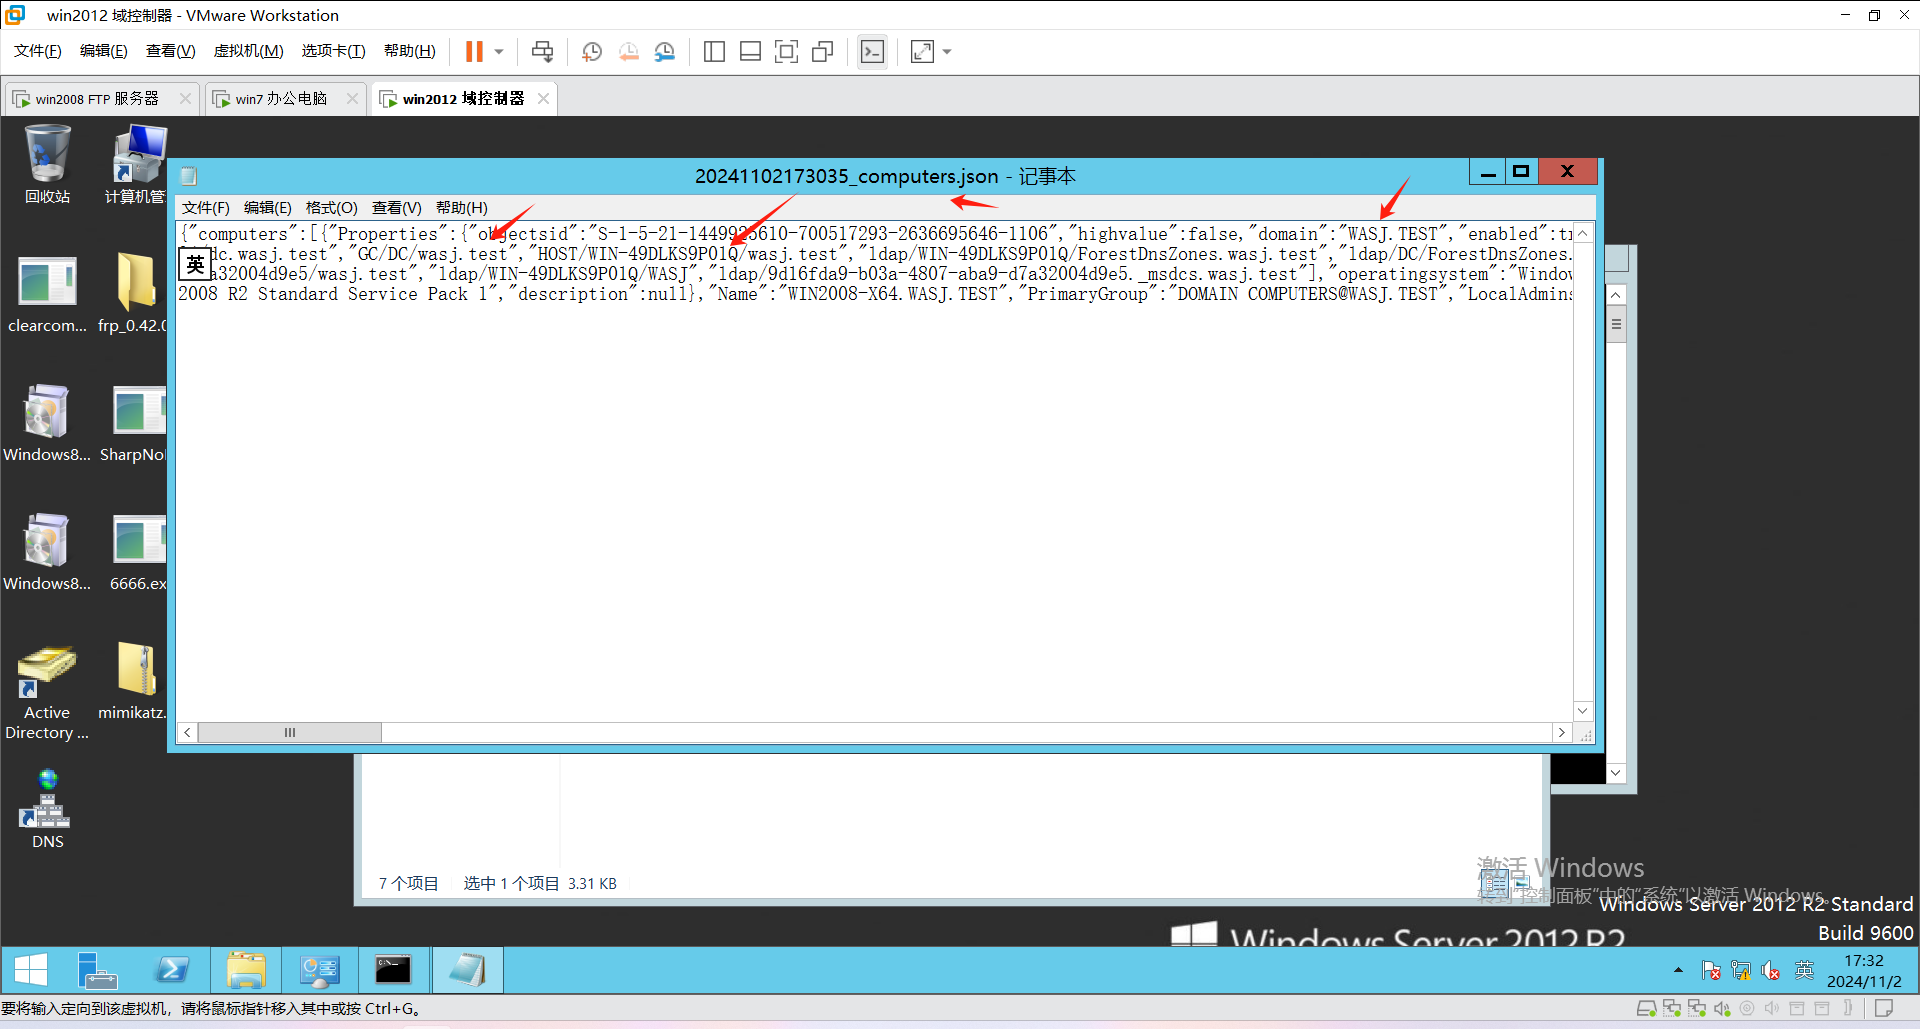 win2012 域控制器 - VMware Workstation
文件(F) 编辑(E) 查看(V) 虚拟机(M) 选项卡(T) 帮助(H)
win2008 FTP 服务器 win7 办公电脑 win2012 域控制器
回收站 计算机管
20241102173035_computers.json - 记事本
文件(F) 编辑(E) 格式(O) 查看(V) 帮助(H)
{"computers":[{"Properties":{"objectsid":"S-1-5-21-1449925610-700517293-2636695646-1106","highvalue":false,"domain":"WASJ.TEST","enabled":tr
dc.wasj.test","GC/DC/wasj.test","HOST/WIN-49DLKS9P01Q/wasj.test","ldap/WIN-49DLKS9P01Q/ForestDnsZones.wasj.test","ldap/DC/ForestDnsZones.
英
a32004d9e5/wasj.test","ldap/WIN-49DLKS9P01Q/WASJ","ldap/9d16fda9-b03a-4807-aba9-d7a32004d9e5._msdcs.wasj.test"],"operatingsystem":"Window
2008 R2 Standard Service Pack 1","description":null},"Name":"WIN2008-X64.WASJ.TEST","PrimaryGroup":"DOMAIN COMPUTERS@WASJ.TEST","LocalAdmins
clearcom... frp_0.42.0
Windows8... SharpNo
Windows8... 6666.ex
Active
Directory ...
mimikatz.
DNS
7 个项目 选中 1 个项目 3.31 KB
激活 Windows
转到"控制面板"中的"系统"以激活 Windows。
Windows Server 2012 R2 Standard
Build 9600
Windows Server 2012 R2
英
17:32
2024/11/2
要将输入定向到该虚拟机，请将鼠标指针移入其中或按 Ctrl+G。